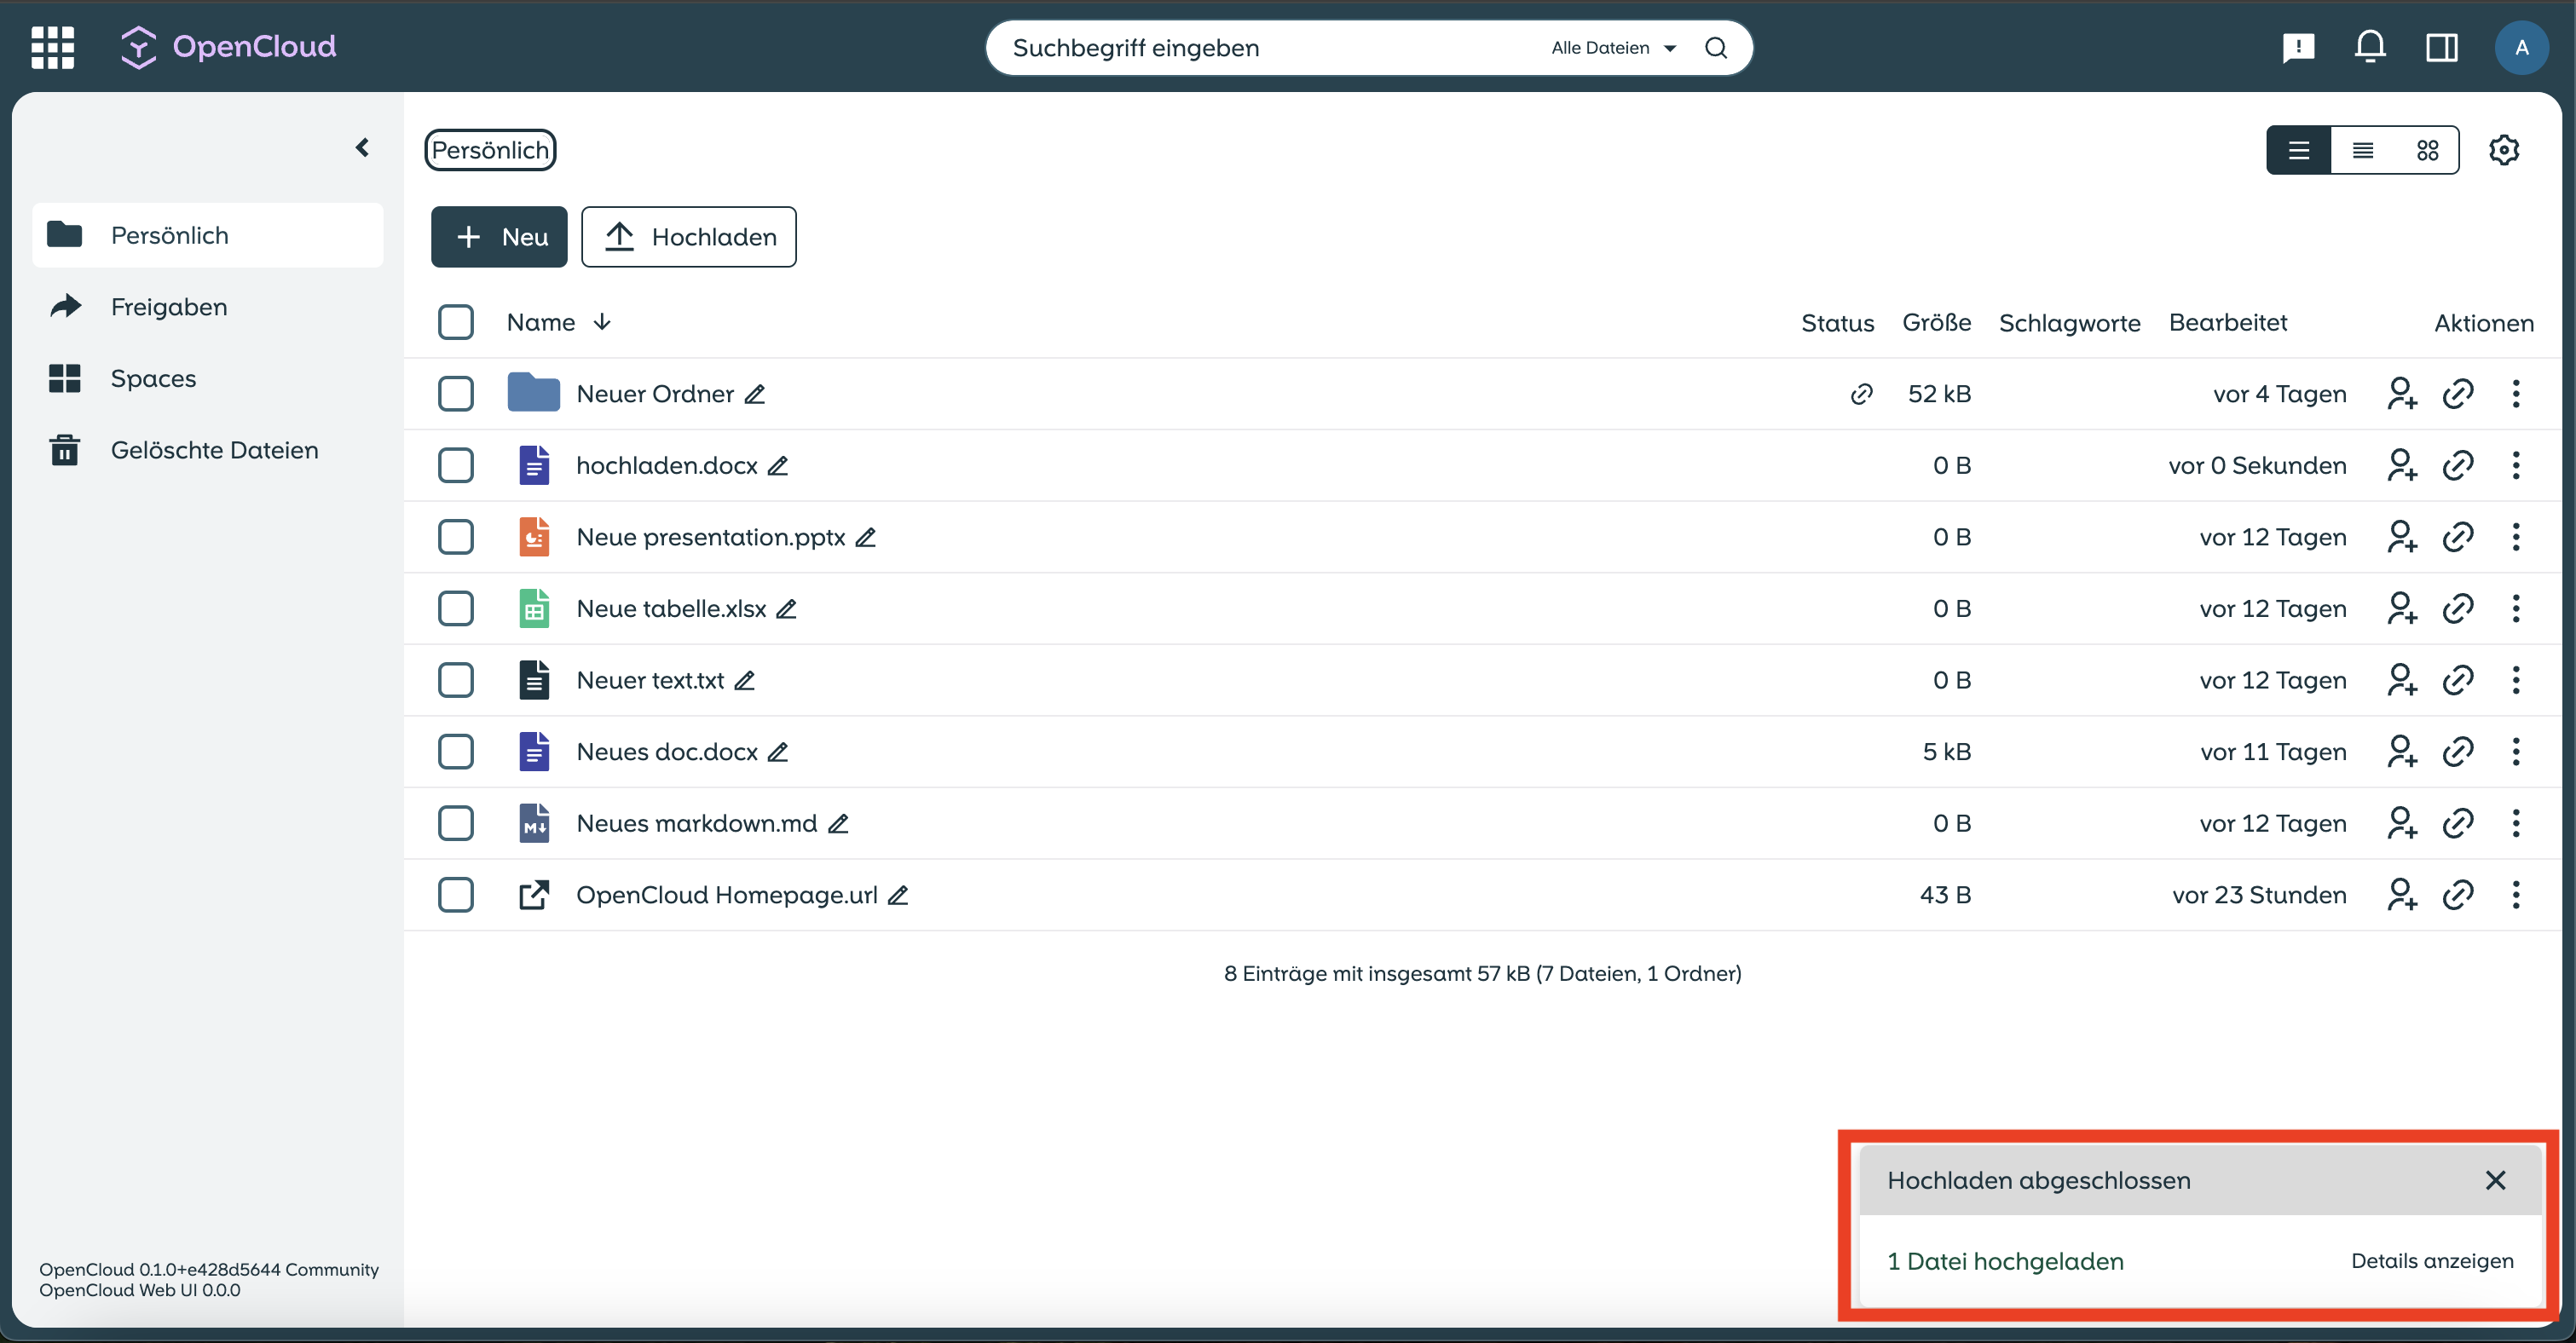 OpenCloud
Suchbegriff eingeben
Alle Dateien
A
Persönlich
Persönlich
Freigaben
Spaces
Gelöschte Dateien
Neu
Hochladen
Name Status Größe Schlagworte Bearbeitet Aktionen
Neuer Ordner 52 kB vor 4 Tagen
hochladen.docx 0 B vor 0 Sekunden
Neue presentation.pptx 0 B vor 12 Tagen
Neue tabelle.xlsx 0 B vor 12 Tagen
Neuer text.txt 0 B vor 12 Tagen
Neues doc.docx 5 kB vor 11 Tagen
M Neues markdown.md 0 B vor 12 Tagen
OpenCloud Homepage.url 43 B vor 23 Stunden
8 Einträge mit insgesamt 57 kB (7 Dateien, 1 Ordner)
Hochladen abgeschlossen
1 Datei hochgeladen Details anzeigen
OpenCloud 0.1.0+e428d5644 Community
OpenCloud Web UI 0.0.0